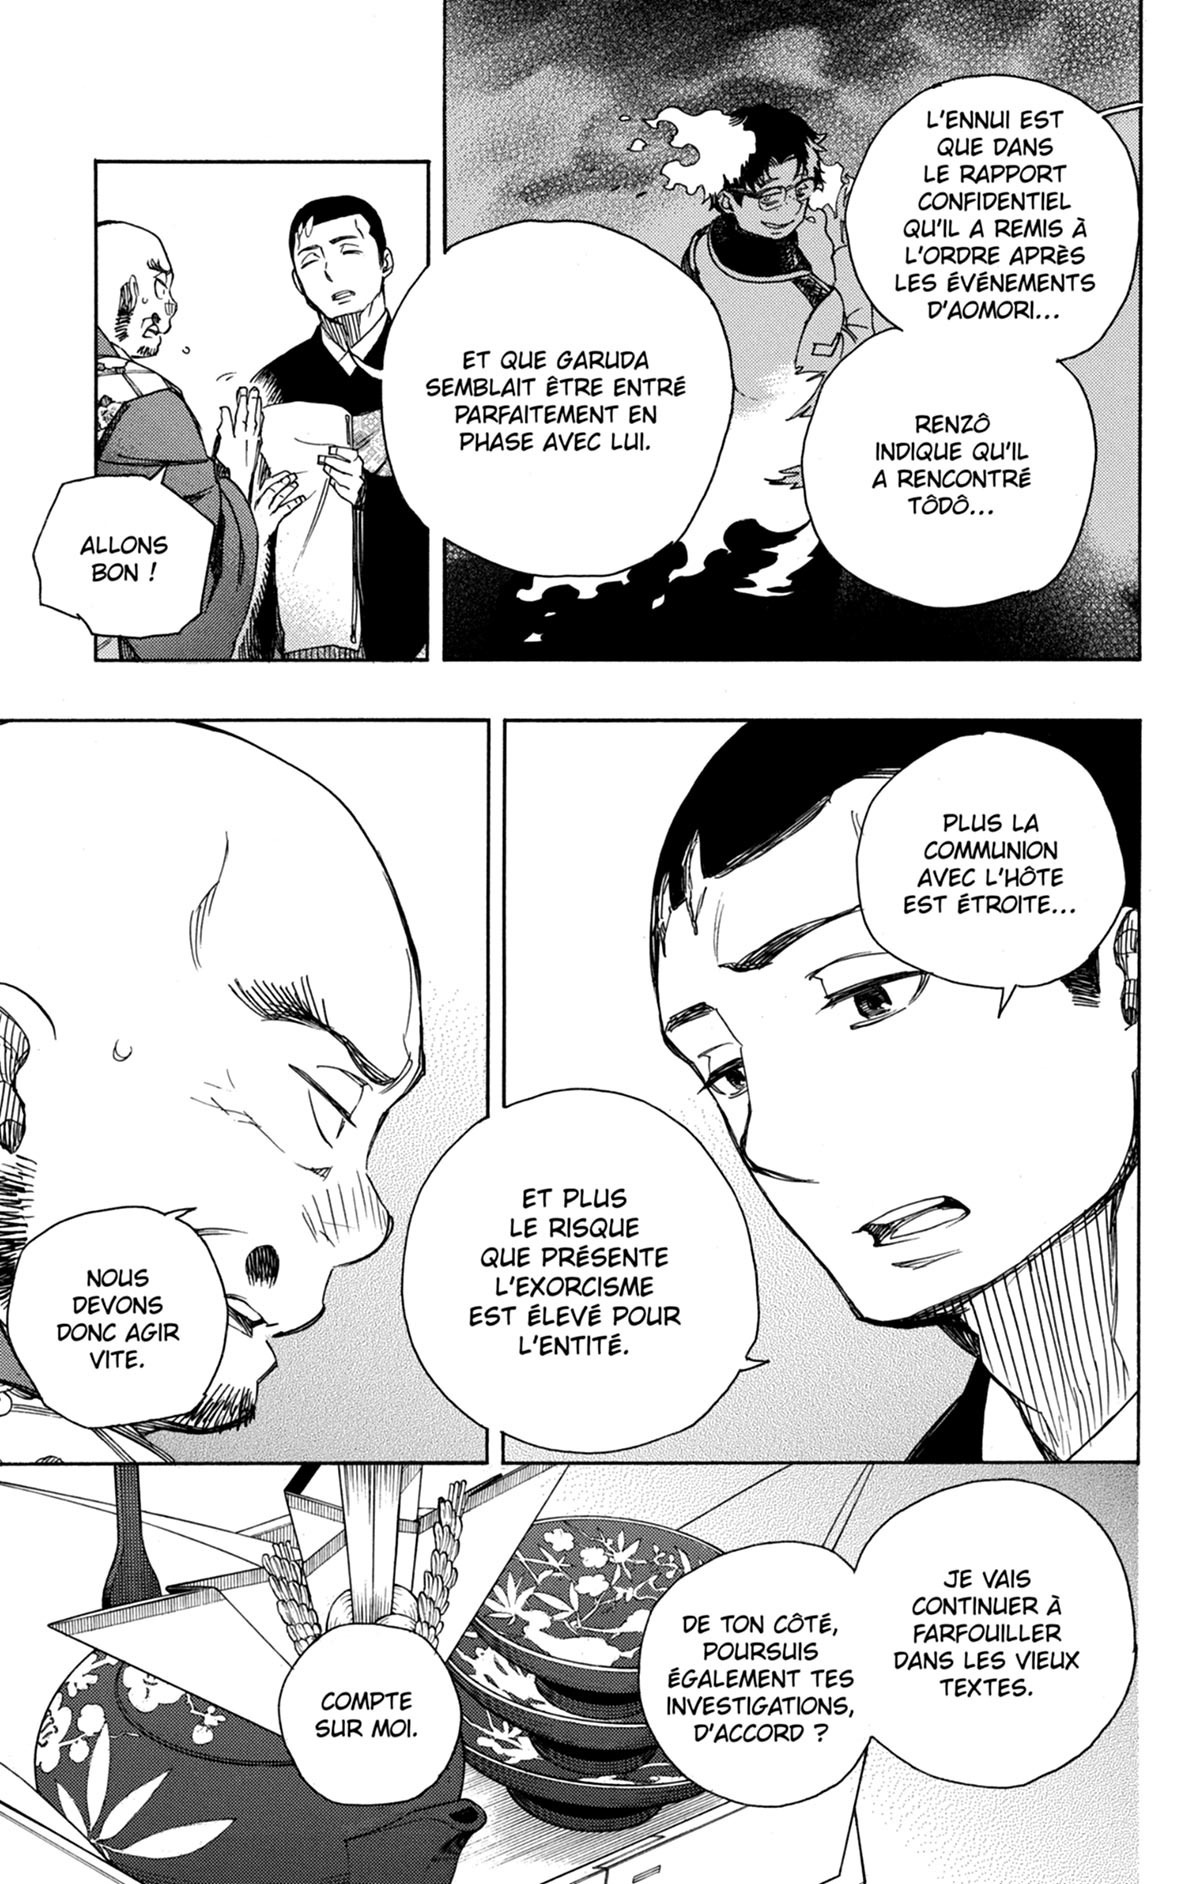 L'ENNUI EST
QUE DANS
LE RAPPORT
CONFIDENTIEL
QU'IL A REMIS À
L'ORDRE APRÈS
LES ÉVÉNEMENTS
D'AOMORI...
RENZÔ
INDIQUE QU'IL
A RENCONTRÉ
TÔDÔ...
ET QUE GARUDA
SEMBLAIT ÊTRE ENTRÉ
PARFAITEMENT EN
PHASE AVEC LUI.
ALLONS
BON !
PLUS LA
COMMUNION
AVEC L'HÔTE
EST ÉTROITE...
ET PLUS
LE RISQUE
QUE PRÉSENTE
L'EXORCISME
EST ÉLEVÉ POUR
L'ENTITÉ.
NOUS
DEVONS
DONC AGIR
VITE.
JE VAIS
CONTINUER À
FARFOUILLER
DANS LES VIEUX
TEXTES.
DE TON CÔTÉ,
POURSUIS
ÉGALEMENT TES
INVESTIGATIONS,
D'ACCORD ?
COMPTE
SUR MOI.